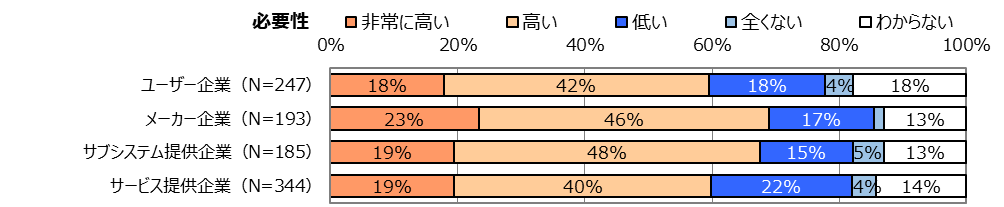 必要性 非常に高い 高い 低い 全くない わからない
0% 20% 40% 60% 80% 100%
ユーザー企業（N=247） 18% 42% 18% 4% 18%
メーカー企業（N=193） 23% 46% 17% 13%
サブシステム提供企業（N=185） 19% 48% 15% 5% 13%
サービス提供企業（N=344） 19% 40% 22% 4% 14%